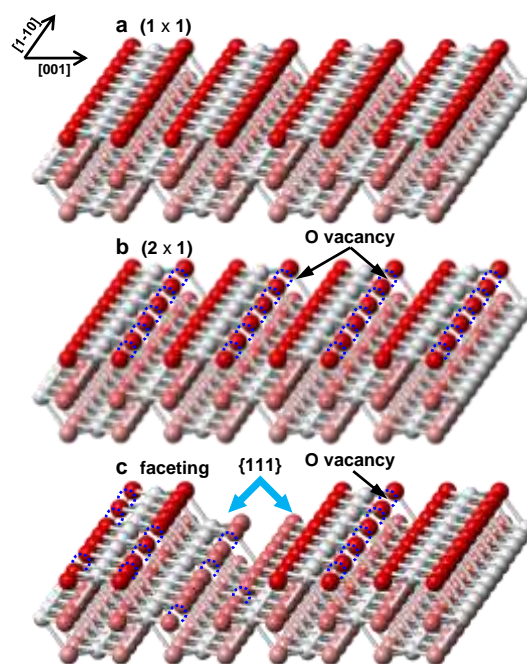 a (1 x 1)
[1-10]
[001]
O vacancy
b (2 x 1)
c faceting
{111}
O vacancy